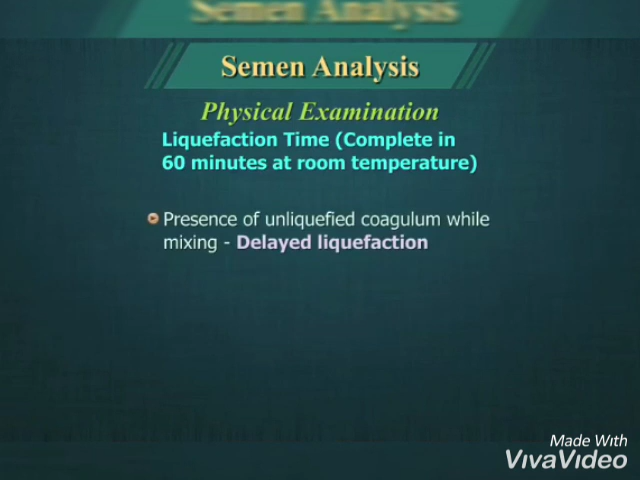 Semen Analysis
Semen Analysis
Physical Examination
Liquefaction Time (Complete in
60 minutes at room temperature)
Presence of unliquefied coagulum while
mixing - Delayed liquefaction
Made With
VivaVideo